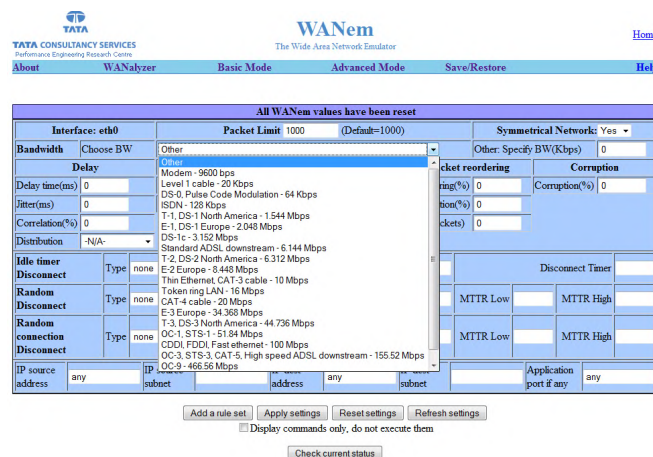 TATA
TATA CONSULTANCY SERVICES
Performance Engineering Research Centre
WANem
The Wide Area Network Emulator
Hom
About WANalyzer Basic Mode Advanced Mode Save/Restore Hel
All WANem values have been reset
Interface: eth0 Packet Limit 1000 (Default=1000) Symmetrical Network: Yes
Bandwidth Choose BW Other Other: Specify BW(Kbps) 0
Other
Modem - 9600 bps
Level 1 cable - 20 Kbps
DS-0, Pulse Code Modulation - 64 Kbps
ISDN - 128 Kbps
T-1, DS-1 North America - 1.544 Mbps
E-1, DS-1 Europe - 2.048 Mbps
DS-1c - 3.152 Mbps
Standard ADSL downstream - 6.144 Mbps
T-2, DS-2 North America - 6.312 Mbps
E-2 Europe - 8.448 Mbps
Thin Ethernet, CAT-3 cable - 10 Mbps
Token ring LAN - 16 Mbps
CAT-4 cable - 20 Mbps
E-3 Europe - 34.368 Mbps
T-3, DS-3 North America - 44.736 Mbps
OC-1, STS-1 - 51.84 Mbps
CDDI, FDDI, Fast ethernet - 100 Mbps
OC-3, STS-3, CAT-5, High speed ADSL downstream - 155.52 Mbps
OC-9 - 466.56 Mbps
Delay cket reordering Corruption
Delay time(ms) 0 ring(%) 0 Corruption(%) 0
Jitter(ms) 0 tion(%) 0
Correlation(%) 0 ckets) 0
Distribution -N/A-
Idle timer Disconnect Type none Disconnect Timer
Random Disconnect Type none MTTR Low MTTR High
Random connection Disconnect Type none MTTR Low MTTR High
IP source address any IP source subnet address any subnet Application port if any any
Add a rule set Apply settings Reset settings Refresh settings
Display commands only, do not execute them
Check current status